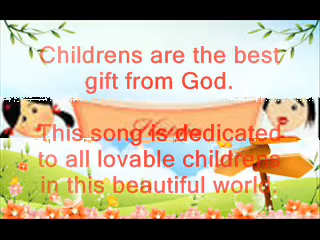 Childrens are the best
gift from God.
This song is dedicated
to all lovable childrens
in this beautiful world.